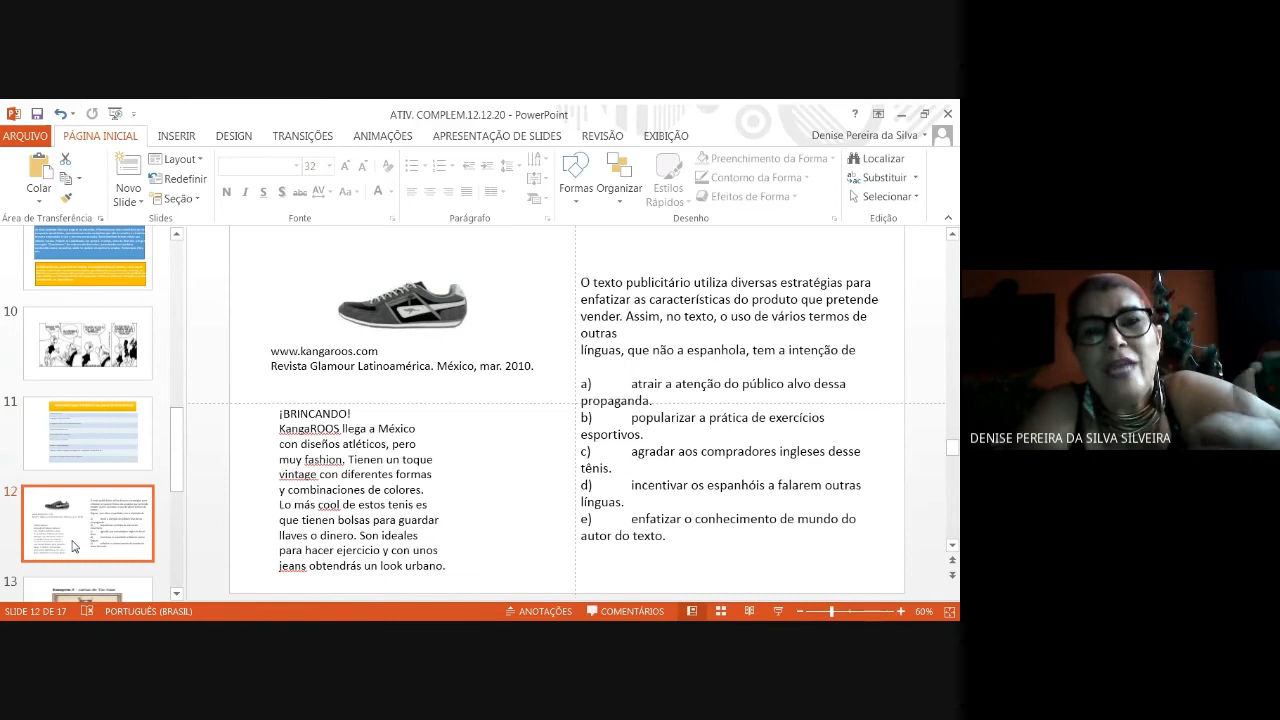 ATIV. COMPLEM.12.12.20 - PowerPoint
ARQUIVO PÁGINA INICIAL INSERIR DESIGN TRANSIÇÕES ANIMAÇÕES APRESENTAÇÃO DE SLIDES REVISÃO EXIBIÇÃO
Denise Pereira da Silva
Colar
Novo
Slide
Layout
Redefinir
Seção
32
N I S S abc AV Aa A
Formas
Organizar
Estilos
Rápidos
Preenchimento da Forma
Contorno da Forma
Efeitos de Forma
Localizar
Substituir
Selecionar
Área de Transferência Slides Fonte Parágrafo Desenho Edição
10
11
12
13
www.kangaroos.com
Revista Glamour Latinoamérica. México, mar. 2010.
¡BRINCANDO!
KangaROOS llega a México
con diseños atléticos, pero
muy fashion. Tienen un toque
vintage con diferentes formas
y combinaciones de colores.
Lo más cool de estos tenis es
que tienen bolsas para guardar
llaves o dinero. Son ideales
para hacer ejercicio y con unos
jeans obtendrás un look urbano.
O texto publicitário utiliza diversas estratégias para
enfatizar as características do produto que pretende
vender. Assim, no texto, o uso de vários termos de
outras
línguas, que não a espanhola, tem a intenção de
a) atrair a atenção do público alvo dessa
propaganda.
b) popularizar a prática de exercícios
esportivos.
c) agradar aos compradores ingleses desse
tênis.
d) incentivar os espanhóis a falarem outras
línguas.
e) enfatizar o conhecimento de mundo do
autor do texto.
SLIDE 12 DE 17 PORTUGUÊS (BRASIL) ANOTAÇÕES COMENTÁRIOS 60%
DENISE PEREIRA DA SILVA SILVEIRA